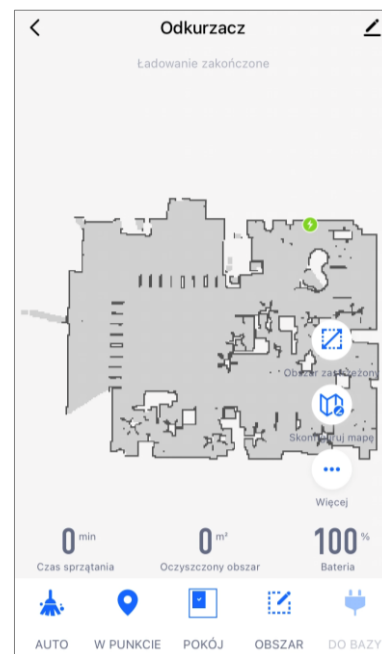 Odkurzacz
Ładowanie zakończone
Obszar zastrzeżony
Skonfiguruj mapę
Więcej
0 min
0 m²
100 %
Czas sprzątania
Oczyszczony obszar
Bateria
AUTO
W PUNKCIE
POKÓJ
OBSZAR
DO BAZY